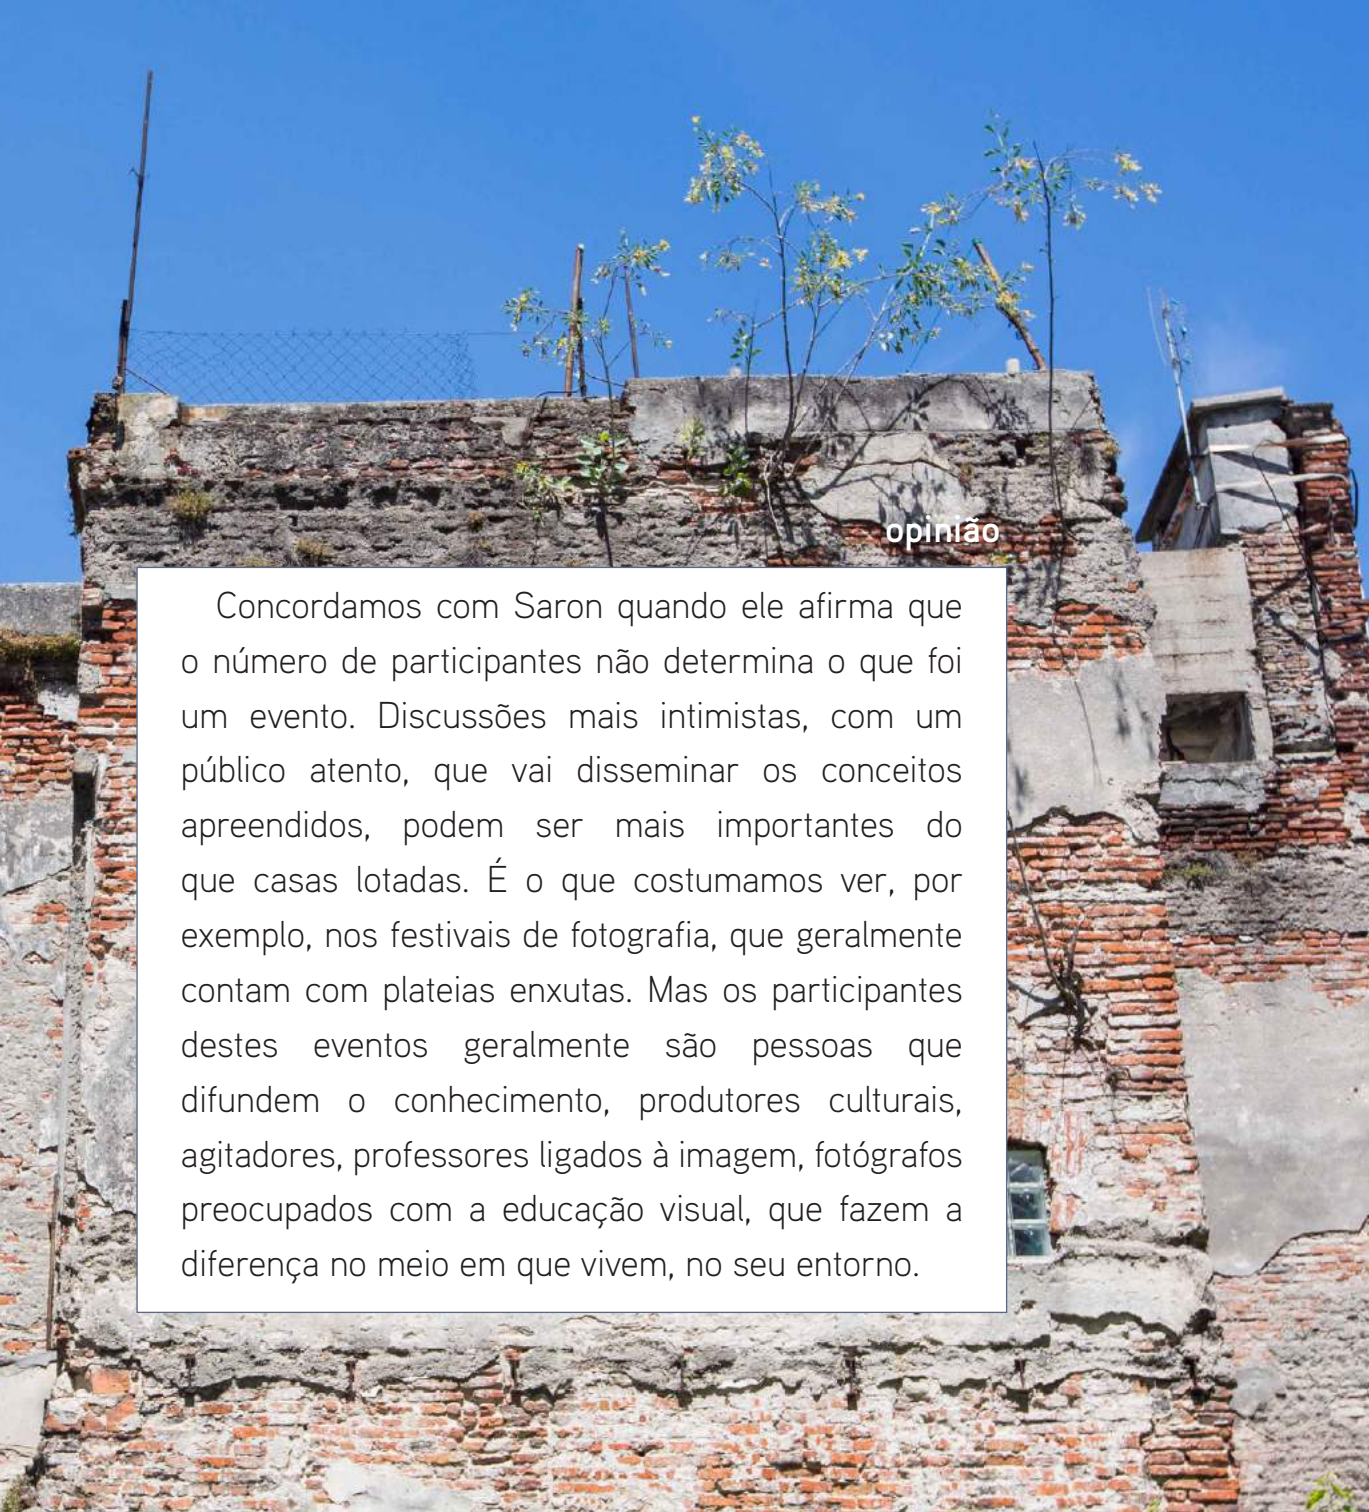 opinião
Concordamos com Saron quando ele afirma que
o número de participantes não determina o que foi
um evento. Discussões mais intimistas, com um
público atento, que vai disseminar os conceitos
apreendidos, podem ser mais importantes do
que casas lotadas. É o que costumamos ver, por
exemplo, nos festivais de fotografia, que geralmente
contam com plateias enxutas. Mas os participantes
destes eventos geralmente são pessoas que
difundem o conhecimento, produtores culturais,
agitadores, professores ligados à imagem, fotógrafos
preocupados com a educação visual, que fazem a
diferença no meio em que vivem, no seu entorno.